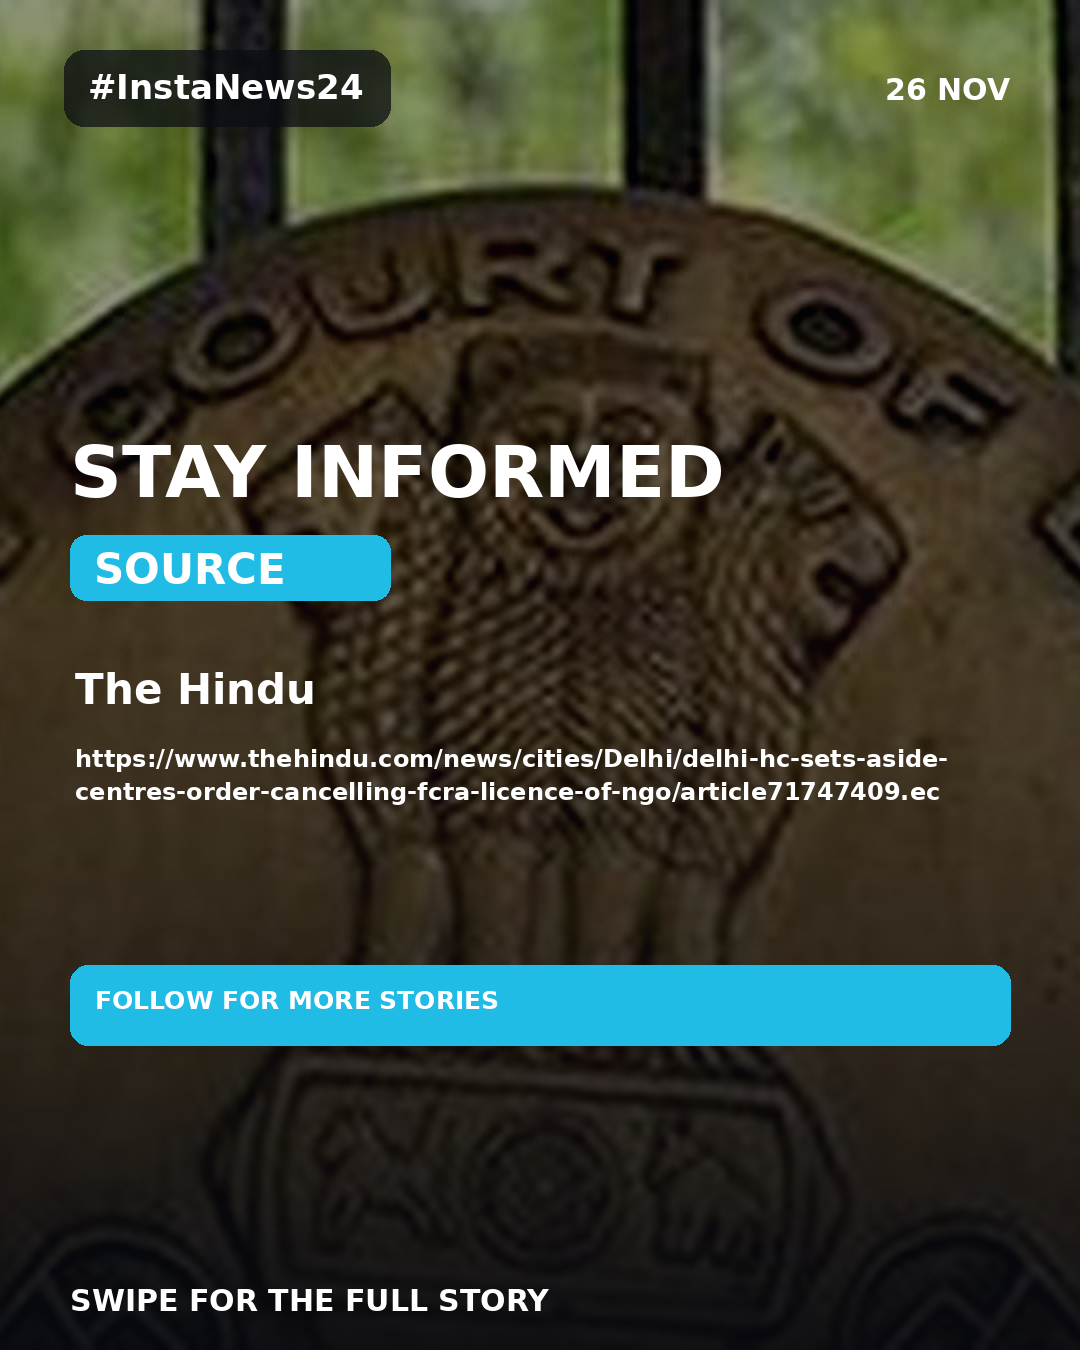 #InstaNews24
26 NOV
COURT OF
STAY INFORMED
SOURCE
The Hindu
https://www.thehindu.com/news/cities/Delhi/delhi-hc-sets-aside-
centres-order-cancelling-fcra-licence-of-ngo/article71747409.ec
FOLLOW FOR MORE STORIES
SWIPE FOR THE FULL STORY